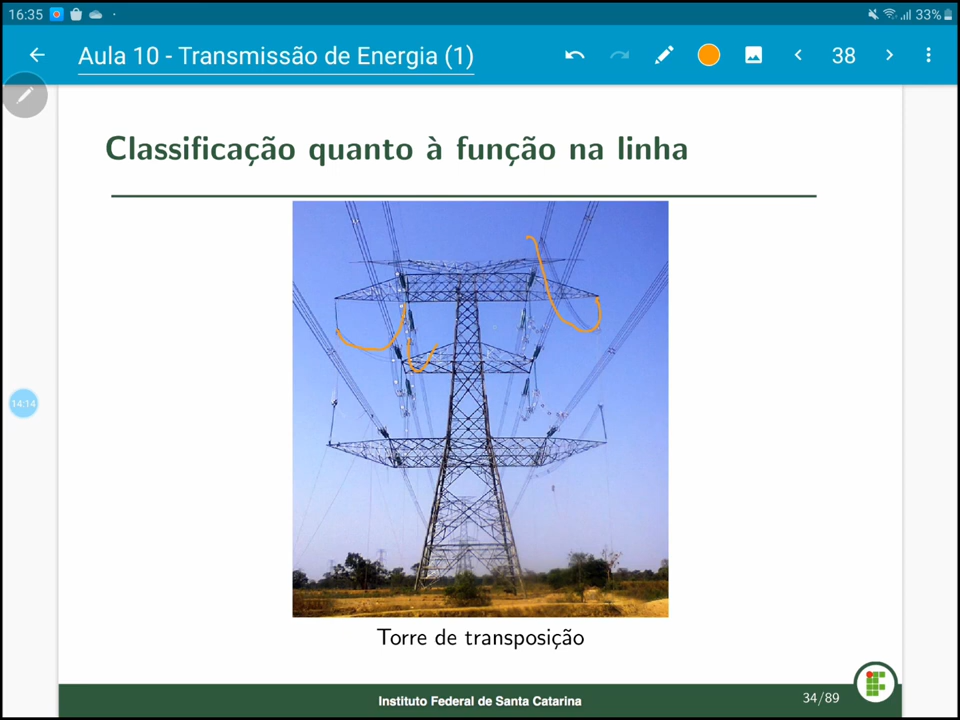 16:35
33%
Aula 10 - Transmissão de Energia (1)
38
Classificação quanto à função na linha
14:14
Torre de transposição
Instituto Federal de Santa Catarina
34/89